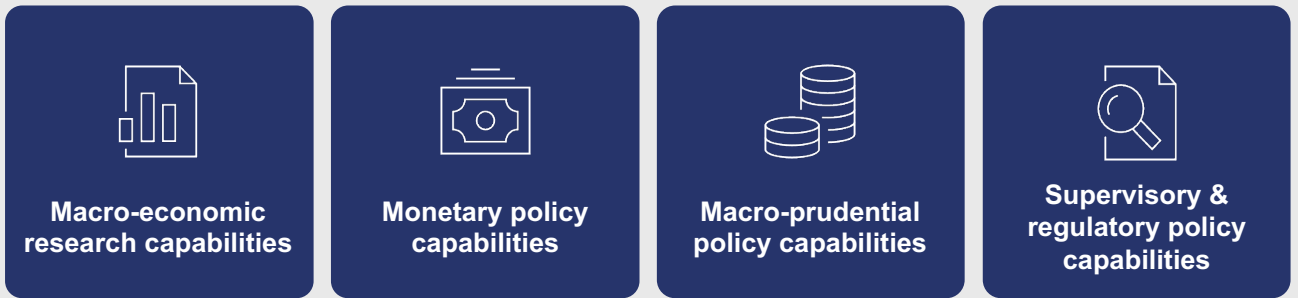 Macro-economic
research capabilities
Monetary policy
capabilities
Macro-prudential
policy capabilities
Supervisory &
regulatory policy
capabilities